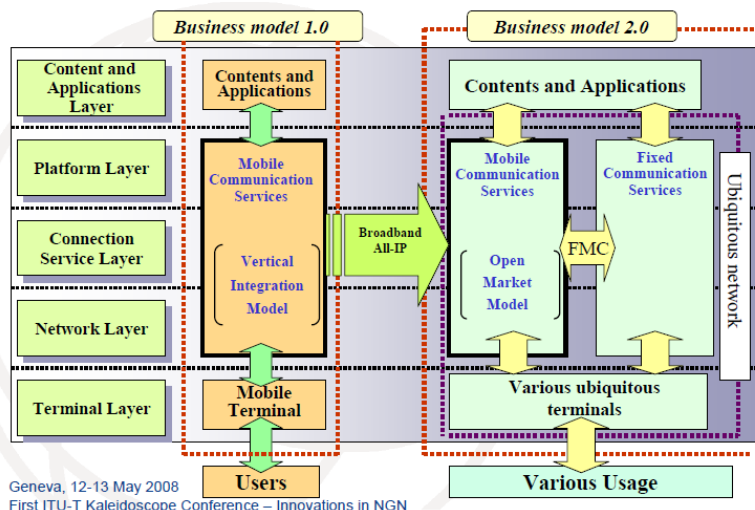 Business model 1.0
Business model 2.0
Content and
Applications
Layer
Contents and
Applications
Contents and Applications
Platform Layer
Mobile
Communication
Services
Mobile
Communication
Services
Fixed
Communication
Services
Ubiquitous network
Connection
Service Layer
Vertical
Integration
Model
Broadband
All-IP
Open
Market
Model
FMC
Network Layer
Terminal Layer
Mobile
Terminal
Various ubiquitous
terminals
Users
Various Usage
Geneva, 12-13 May 2008
First ITU-T Kaleidoscope Conference – Innovations in NGN